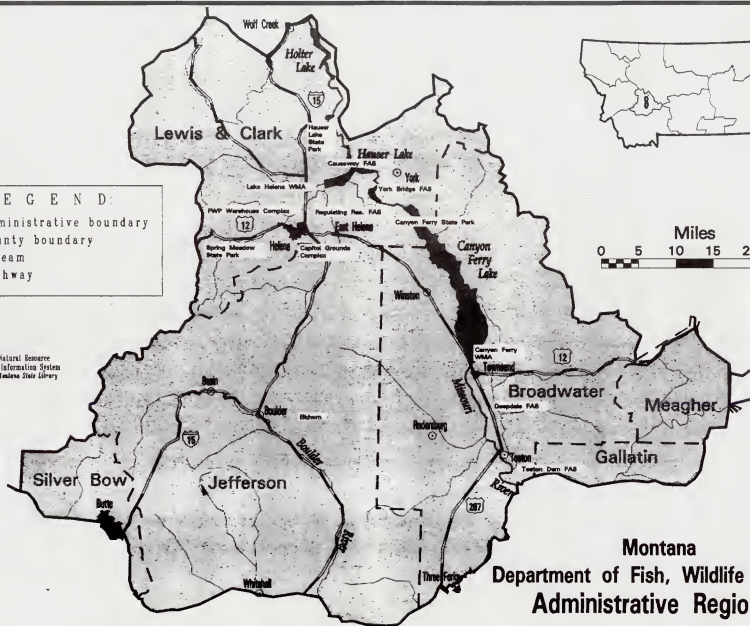 Wolf Creek
Holter
Lake
15
Lewis & Clark
Hauser
Lake
State
Park
Hauser Lake
Causeway FAS
York
Lake Helena WMA
York Bridge FAS
FWP Warehouse Complex
Regulating Res. FAS
12
East Helena
Canyon Ferry State Park
Spring Meadow
State Park
Helena
Capitol Grounds
Complex
Canyon
Ferry
Lake
Winston
Canyon Ferry
WMA
Townsend
12
Missouri
Broadwater
Meagher
Deepdale FAS
Basin
Boulder
Elkhorn
Radersburg
15
Boulder
River
Toston
Toston Dam FAS
Gallatin
Silver Bow
Jefferson
Butte
River
287
Whitehall
Three Forks
8
Miles
0 5 10 15 2
E G E N D:
ministrative boundary
unty boundary
eam
hway
Natural Resource
Information System
Montana State Library
Montana
Department of Fish, Wildlife
Administrative Regio